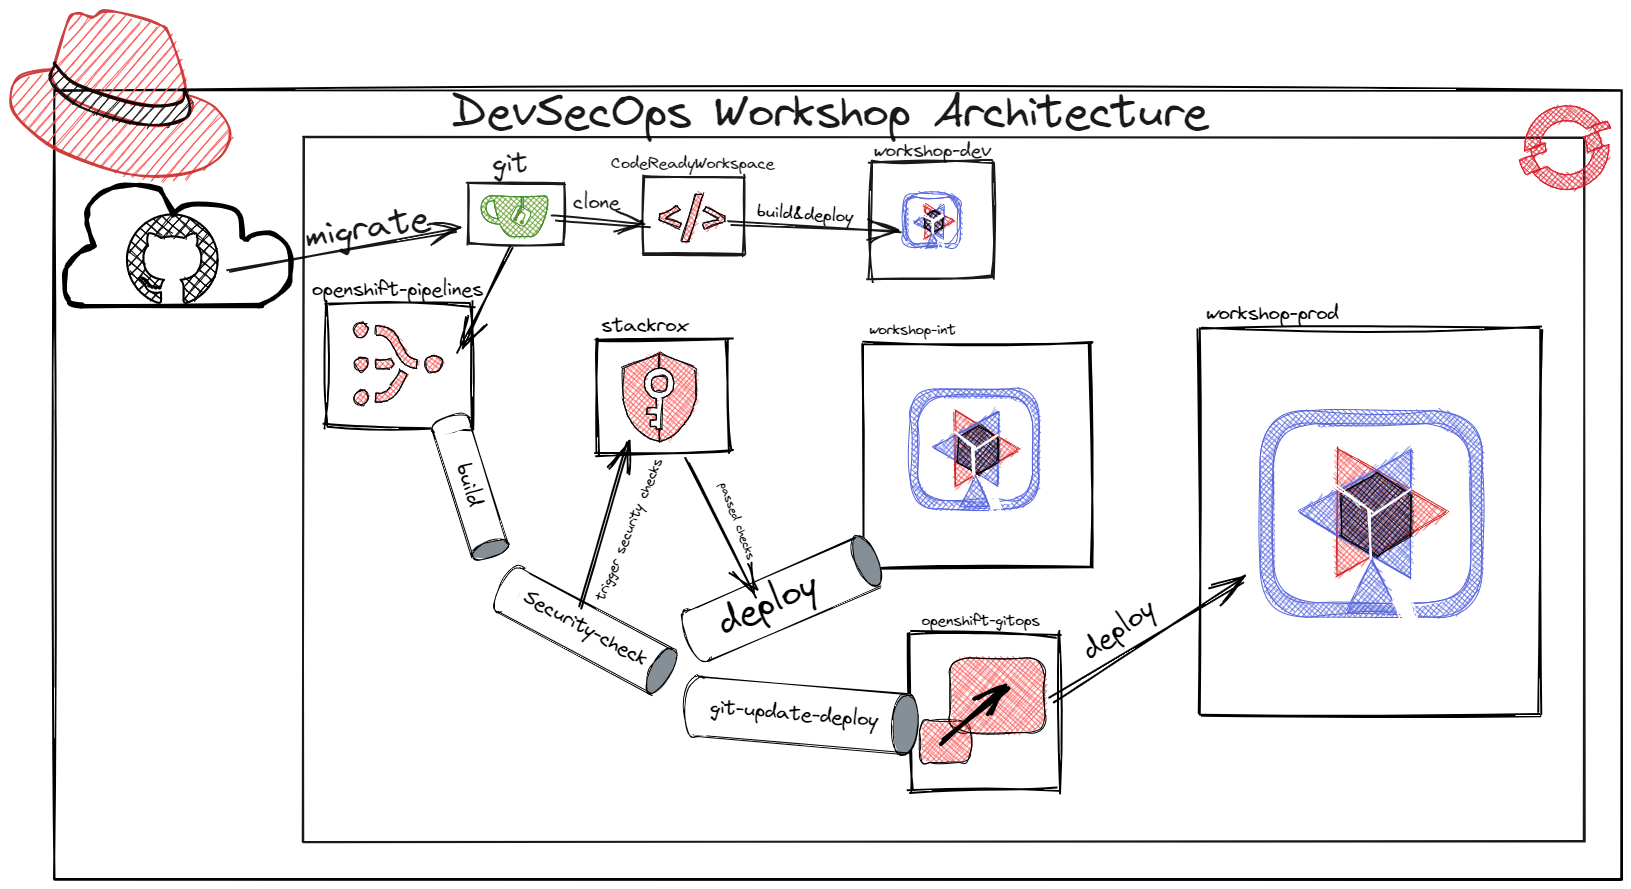 DevSecOps Workshop Architecture
git
CodeReadyWorkspace
workshop-dev
migrate
clone
build&deploy
openshift-pipelines
stackrox
workshop-int
workshop-prod
build
trigger security checks
passed checks
security-check
deploy
openshift-gitops
deploy
git-update-deploy